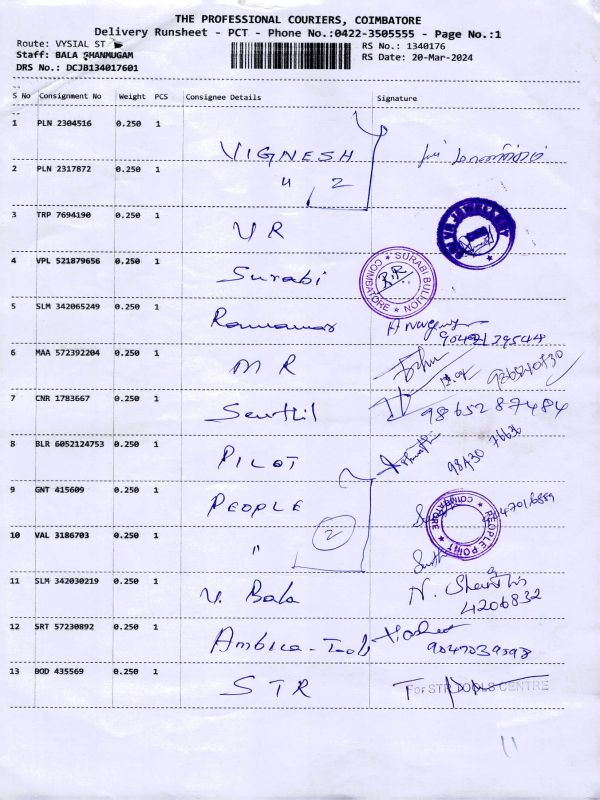 THE PROFESSIONAL COURIERS, COIMBATORE
Delivery Runsheet - PCT - Phone No.:0422-3505555 - Page No.:1
Route: VYSIAL ST
RS No.: 1340176
Staff: BALA SHANMUGAM
RS Date: 20-Mar-2024
DRS No.: DCJB134017601
S No Consignment No Weight PCS Consignee Details Signature
1 PLN 2304516 0.250 1 VIGNESH
2 PLN 2317872 0.250 1 " 2
3 TRP 7694190 0.250 1 UR
4 VPL 521879656 0.250 1 Surabi SURABI BULLION COIMBATORE R.R
5 SLM 342065249 0.250 1
6 MAA 572392204 0.250 1 MR
7 CNR 1783667 0.250 1 Senthil 9865287484
8 BLR 6052124753 0.250 1 PILOT
9 GNT 415609 0.250 1 PEOPLE COIMBATORE PEOPLE POINT
10 VAL 3186703 0.250 1 " 2
11 SLM 342030219 0.250 1 V. Bala
4206832
12 SRT 57230892 0.250 1 Ambica-Tools
13 BOD 435569 0.250 1 STR For STR TOOLS CENTRE
11